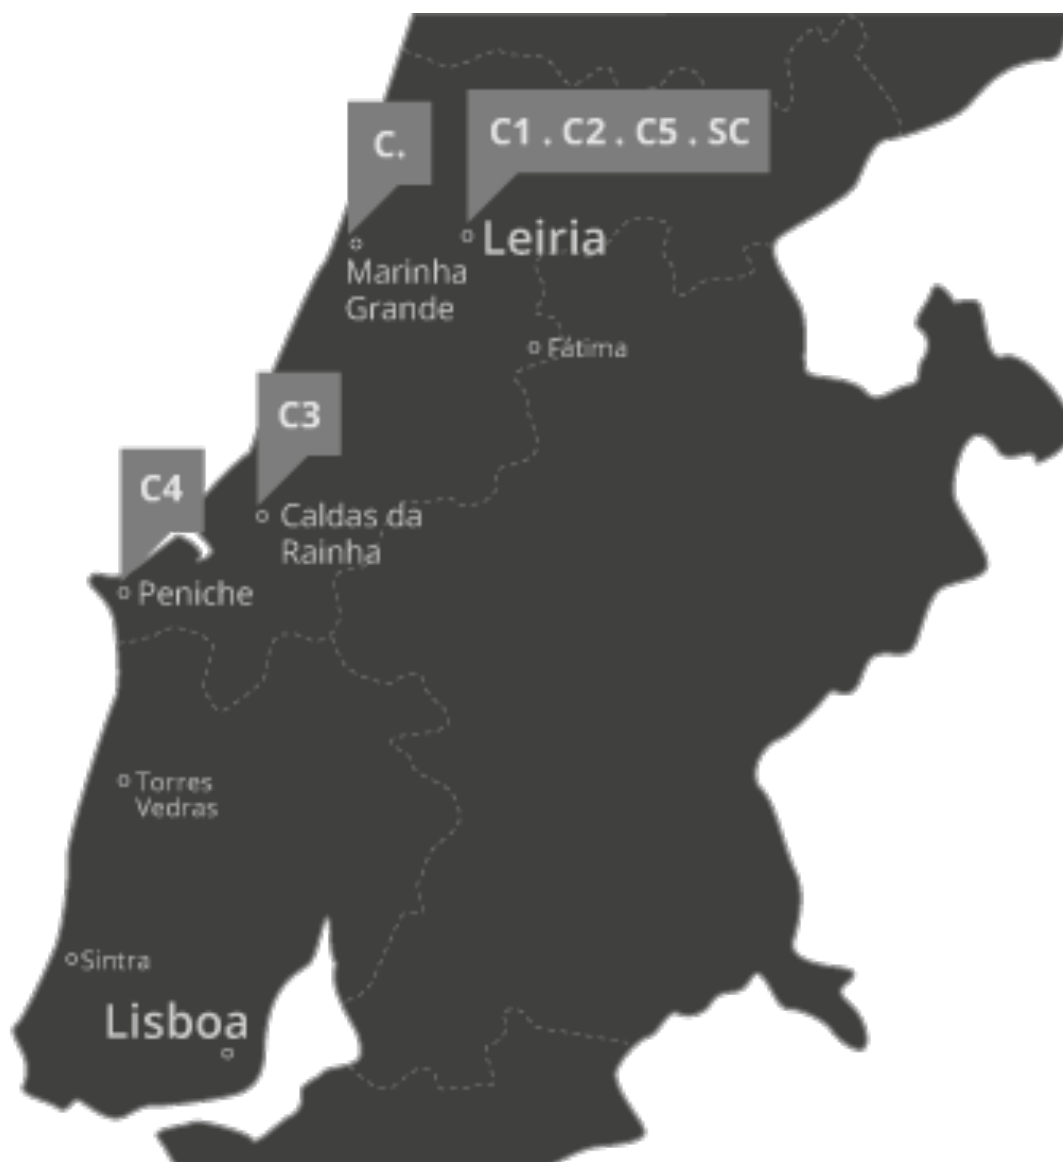 C1 . C2 . C5 . SC
C.
Leiria
Marinha
Grande
Fátima
C3
C4
Caldas da
Rainha
Peniche
Torres
Vedras
Sintra
Lisboa